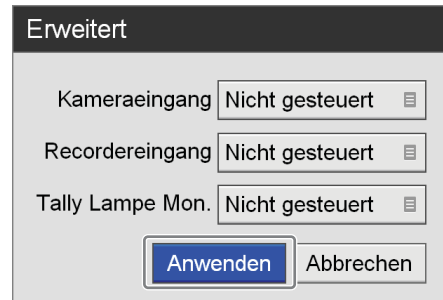 Erweitert
Kameraeingang Nicht gesteuert
Recordereingang Nicht gesteuert
Tally Lampe Mon. Nicht gesteuert
Anwenden Abbrechen